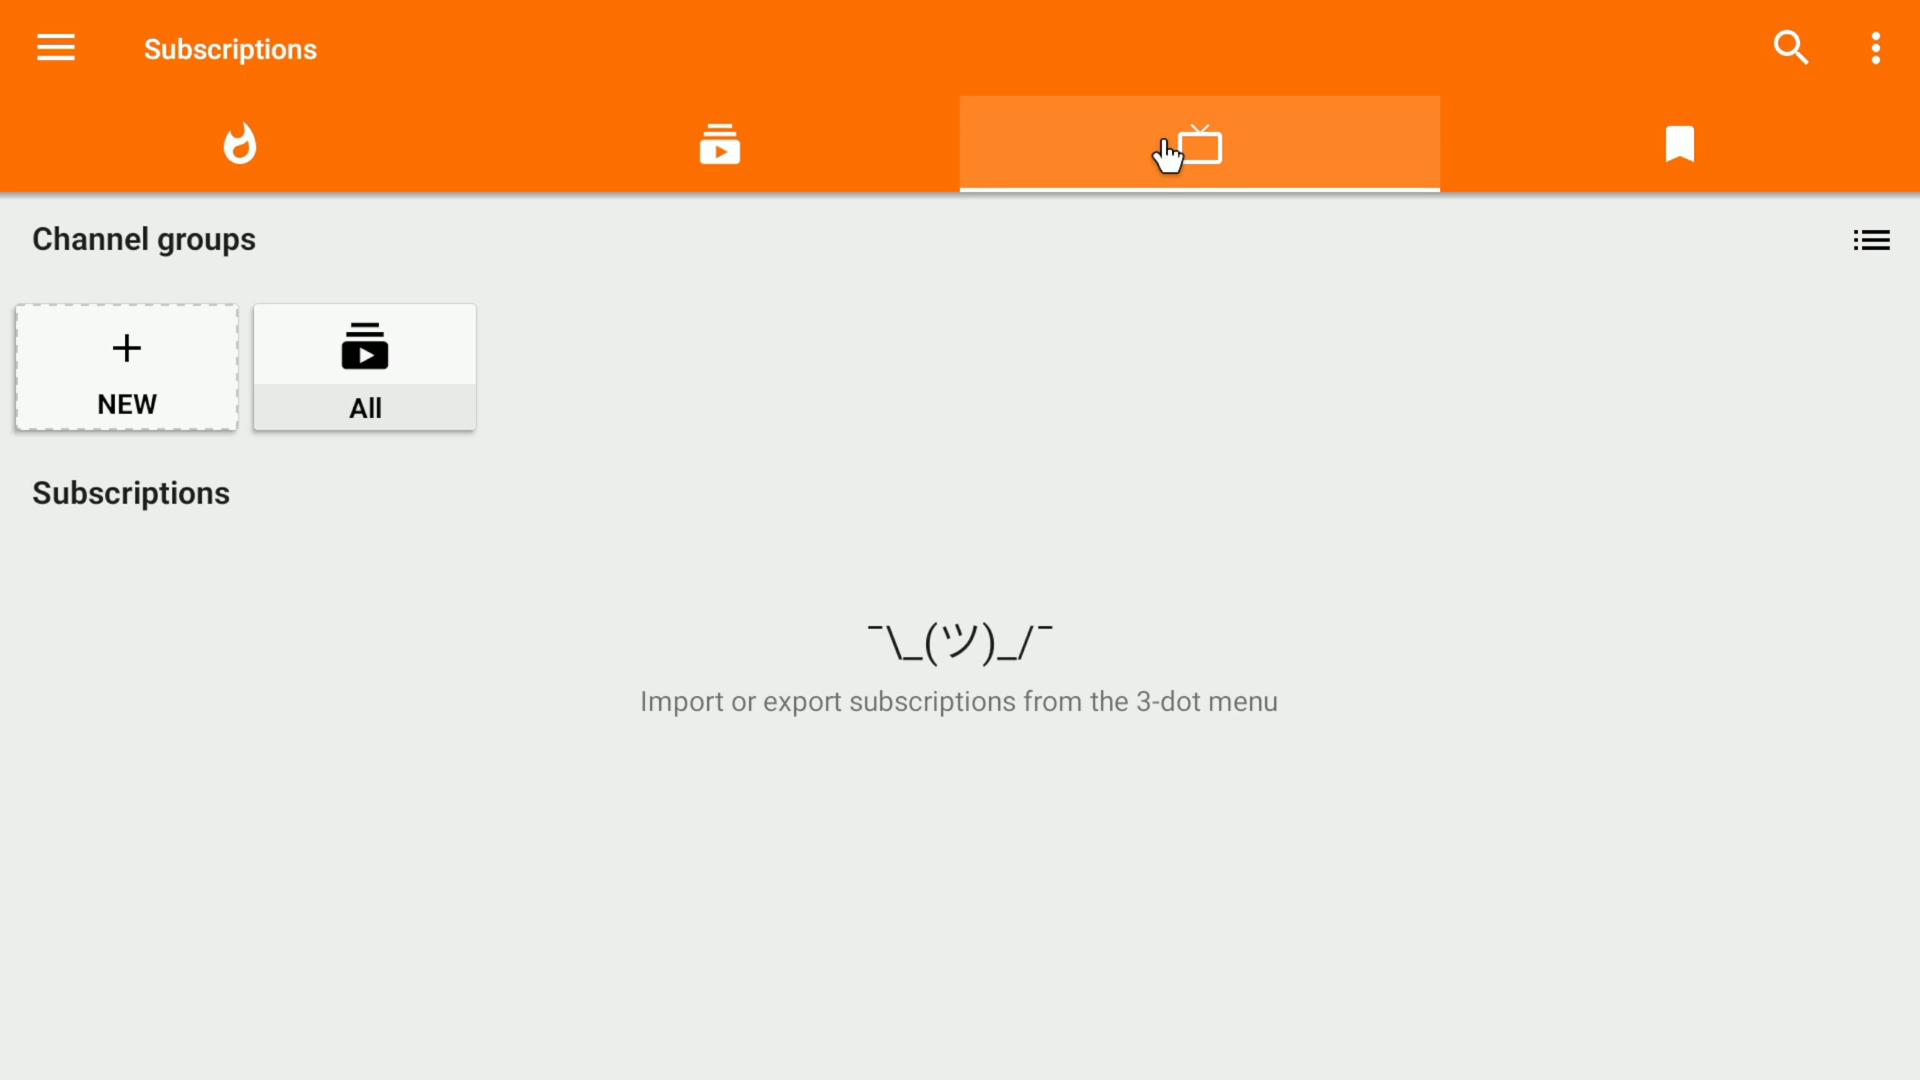 Subscriptions
Channel groups
NEW
All
Subscriptions
¯\_(ツ)_/¯
Import or export subscriptions from the 3-dot menu